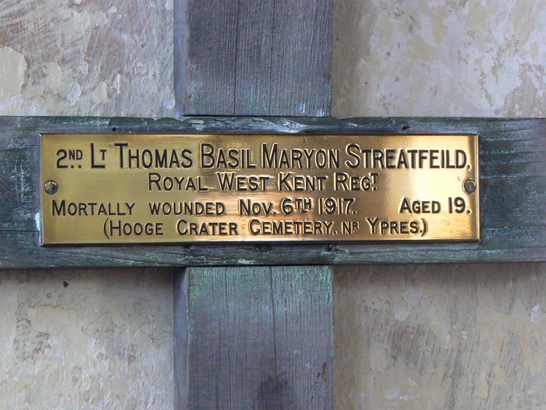 2ND. LT THOMAS BASIL MARYON STREATFEILD,
ROYAL WEST KENT REGT.
MORTALLY WOUNDED NOV. 6TH 1917. AGED 19.
(HOOGE CRATER CEMETERY, NR YPRES.)